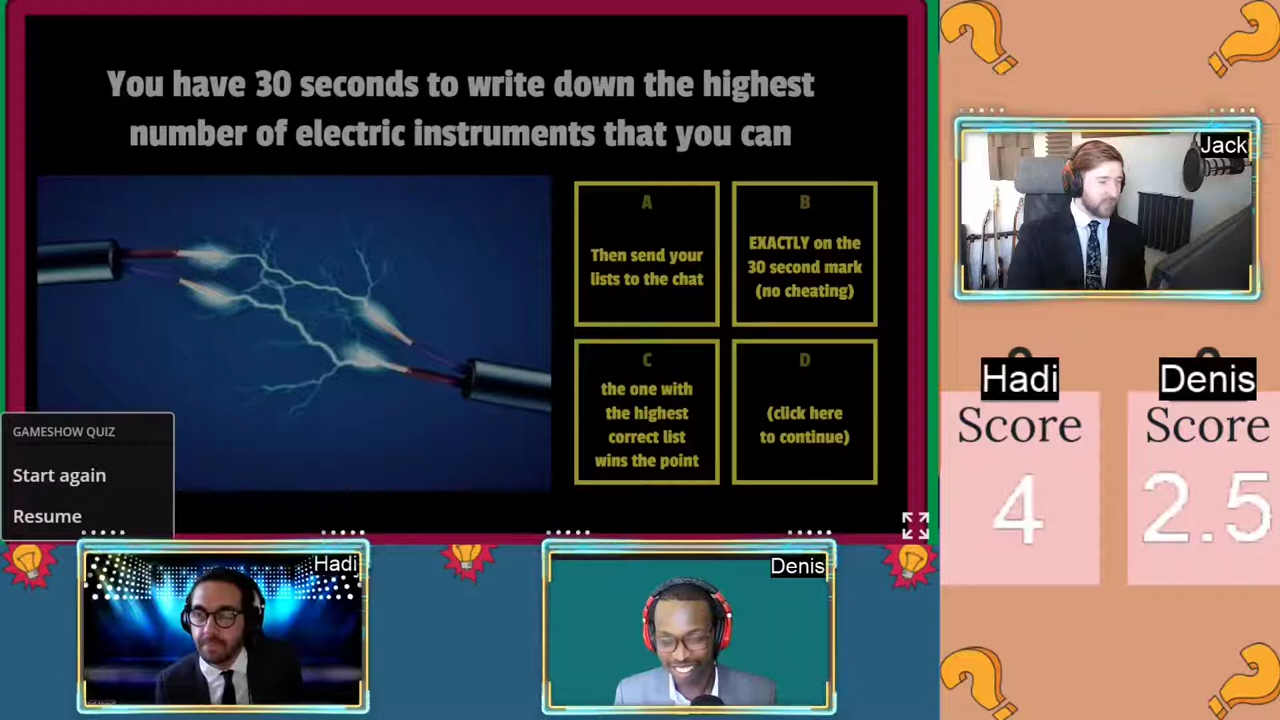 You have 30 seconds to write down the highest
number of electric instruments that you can
A
Then send your
lists to the chat
B
EXACTLY on the
30 second mark
(no cheating)
C
the one with
the highest
correct list
wins the point
D
(click here
to continue)
GAMESHOW QUIZ
Start again
Resume
Jack
Hadi
Score
4
Denis
Score
2.5
Hadi
Denis